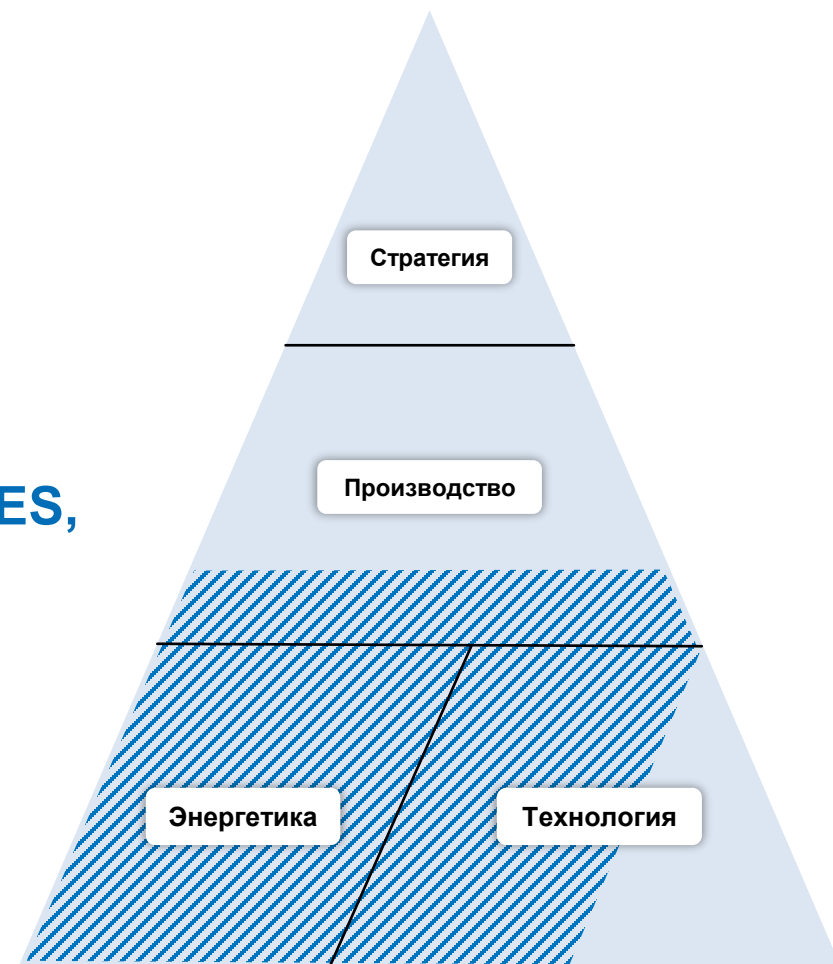 Стратегия
Производство
ES,
Энергетика
Технология